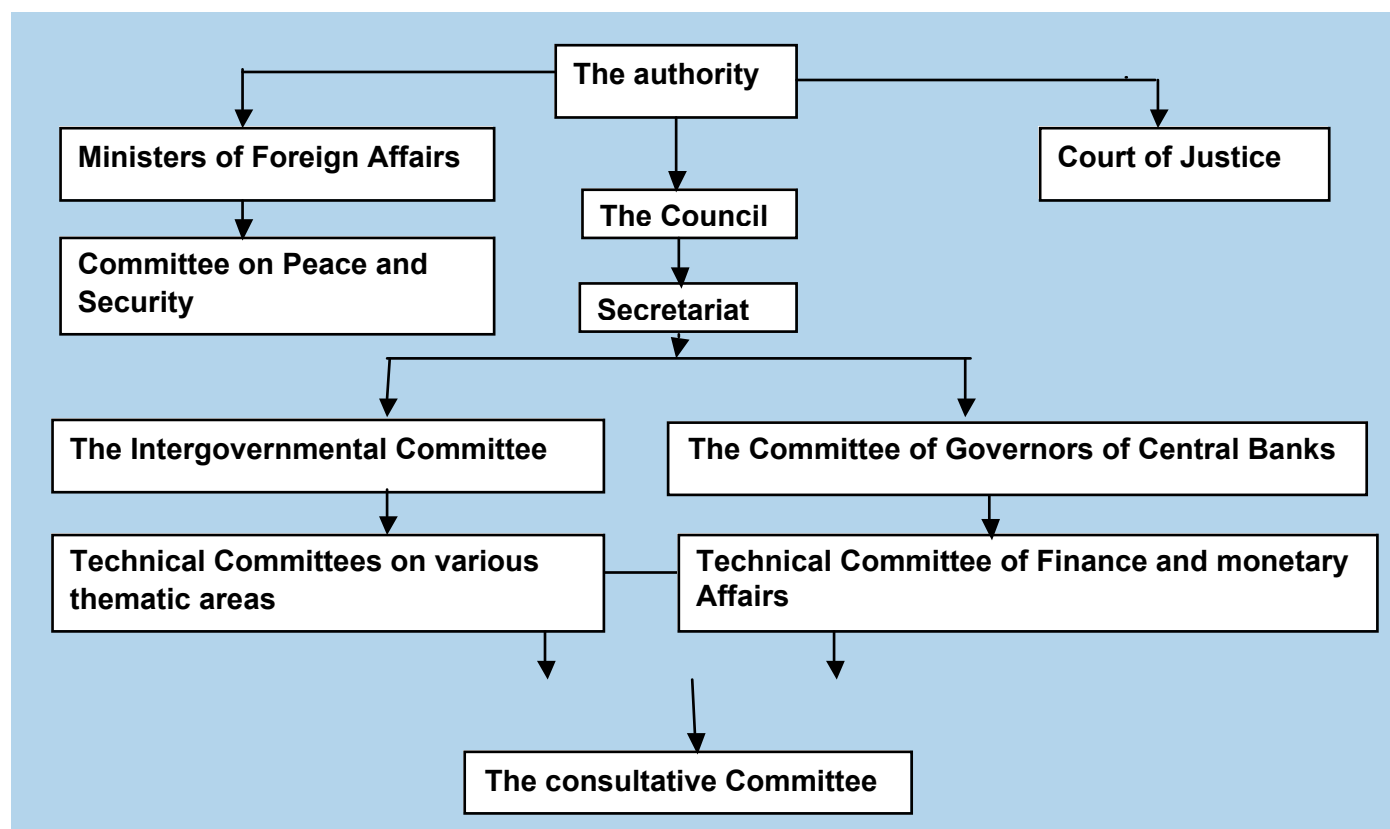 The authority
Ministers of Foreign Affairs
Court of Justice
The Council
Committee on Peace and
Security
Secretariat
The Intergovernmental Committee
The Committee of Governors of Central Banks
Technical Committees on various
thematic areas
Technical Committee of Finance and monetary
Affairs
The consultative Committee